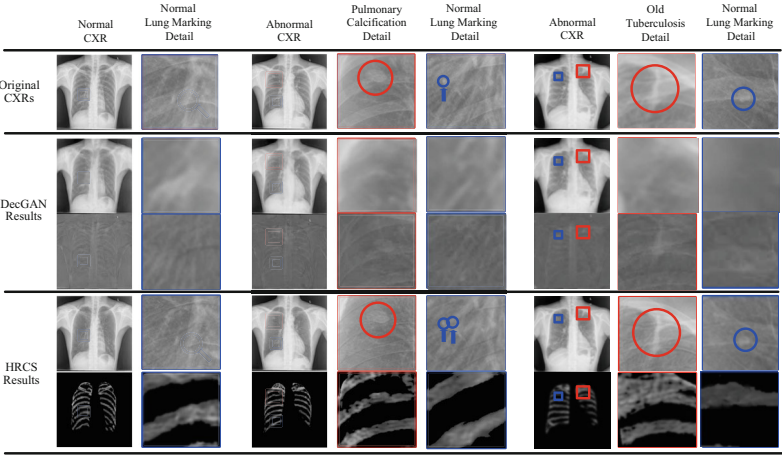 Normal
CXR
Normal
Lung Marking
Detail
Abnormal
CXR
Pulmonary
Calcification
Detail
Normal
Lung Marking
Detail
Abnormal
CXR
Old
Tuberculosis
Detail
Normal
Lung Marking
Detail
Original
CXRs
DecGAN
Results
HRCS
Results